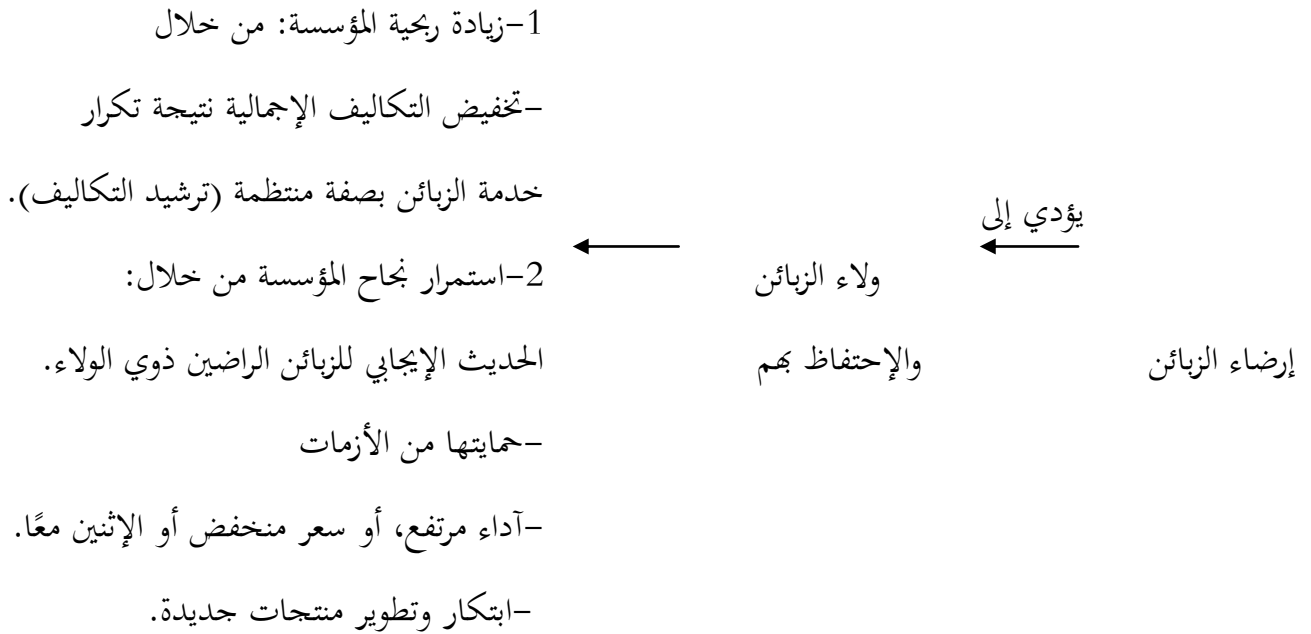 إرضاء الزبائن
يؤدي إلى
ولاء الزبائن
والإحتفاظ بهم
1-زيادة ربحية المؤسسة: من خلال
-تخفيض التكاليف الإجمالية نتيجة تكرار
خدمة الزبائن بصفة منتظمة (ترشيد التكاليف).
2-استمرار نجاح المؤسسة من خلال:
الحديث الإيجابي للزبائن الراضين ذوي الولاء.
-حمايتها من الأزمات
-آداء مرتفع، أو سعر منخفض أو الإثنين معًا.
-ابتكار وتطوير منتجات جديدة.